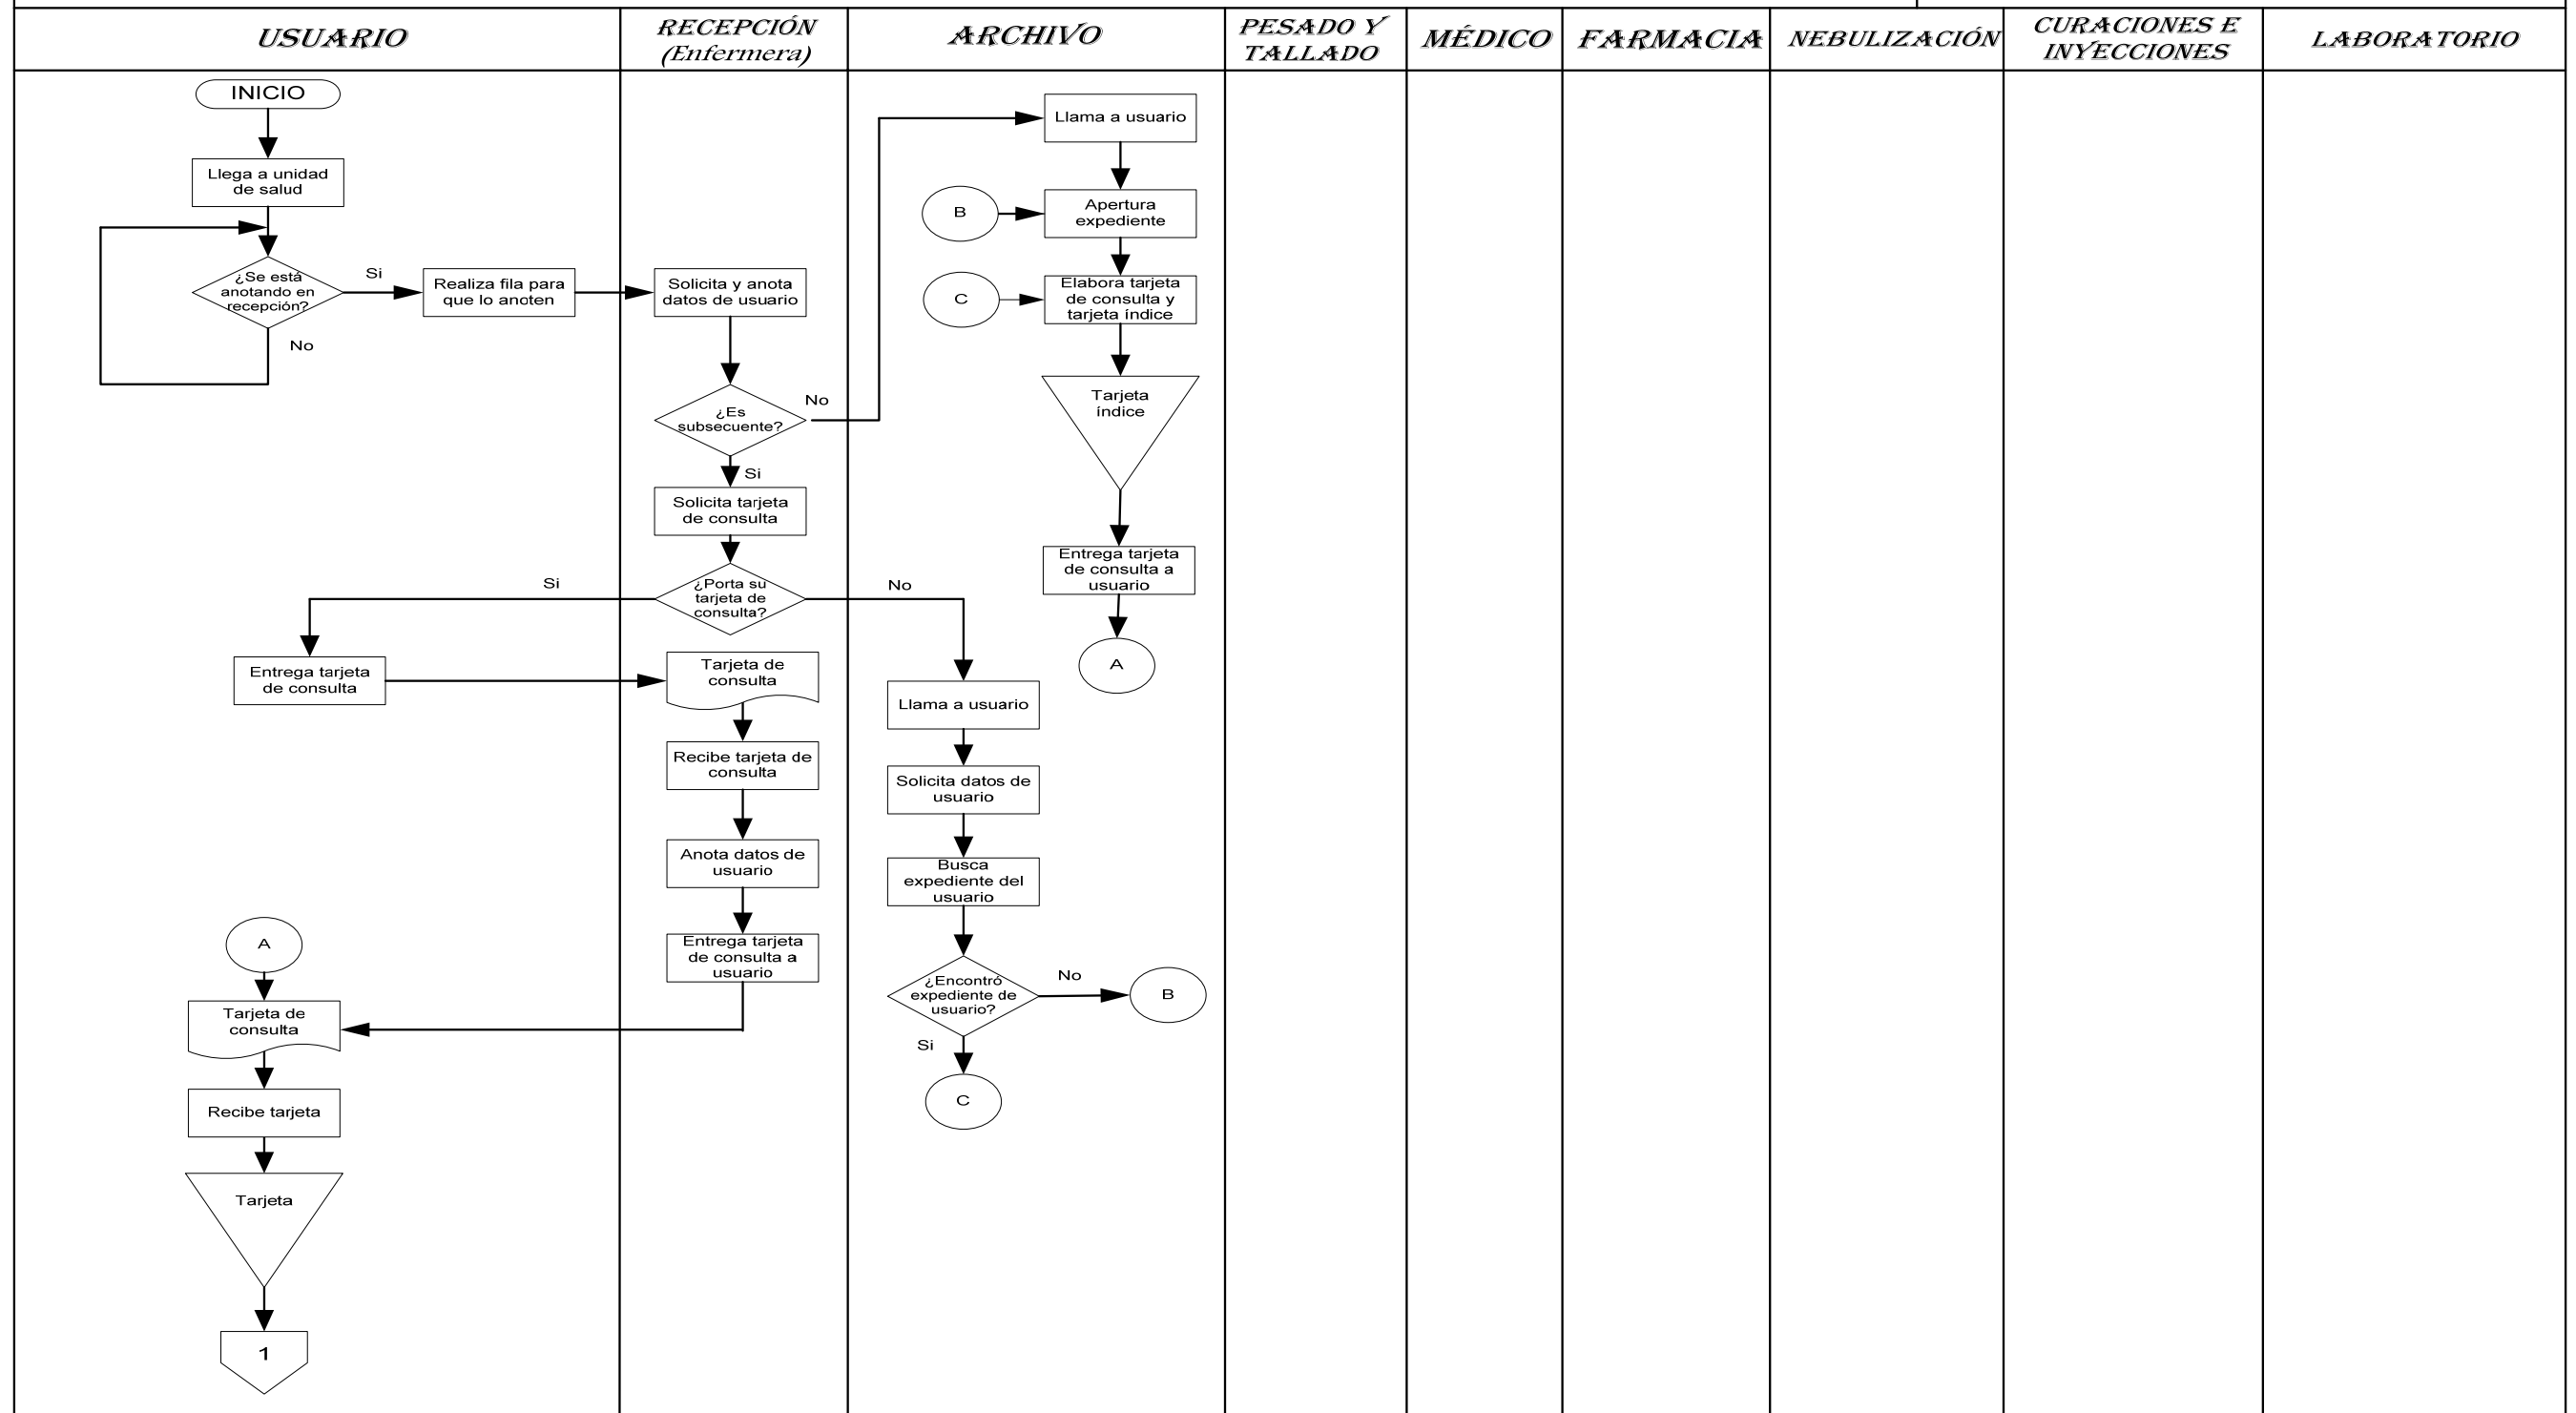 USUARIO
RECEPCIÓN
(Enfermera)
ARCHIVO
PESADO Y
TALLADO
MÉDICO
FARMACIA
NEBULIZACIÓN
CURACIONES E
INYECCIONES
LABORATORIO
INICIO
Llega a unidad
de salud
¿Se está
anotando en
recepción?
Si
No
Realiza fila para
que lo anoten
Solicita y anota
datos de usuario
¿Es
subsecuente?
No
Si
Solicita tarjeta
de consulta
¿Porta su
tarjeta de
consulta?
Si
No
Entrega tarjeta
de consulta
Tarjeta de
consulta
Recibe tarjeta de
consulta
Anota datos de
usuario
Entrega tarjeta
de consulta a
usuario
A
Tarjeta de
consulta
Recibe tarjeta
Tarjeta
1
Llama a usuario
B
Apertura
expediente
C
Elabora tarjeta
de consulta y
tarjeta índice
Tarjeta
índice
Entrega tarjeta
de consulta a
usuario
A
Llama a usuario
Solicita datos de
usuario
Busca
expediente del
usuario
¿Encontró
expediente de
usuario?
No
B
Si
C